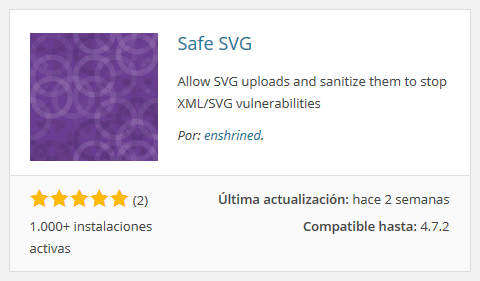 Safe SVG
Allow SVG uploads and sanitize them to stop
XML/SVG vulnerabilities
Por: enshrined.
(2)
1.000+ instalaciones
activas
Última actualización: hace 2 semanas
Compatible hasta: 4.7.2